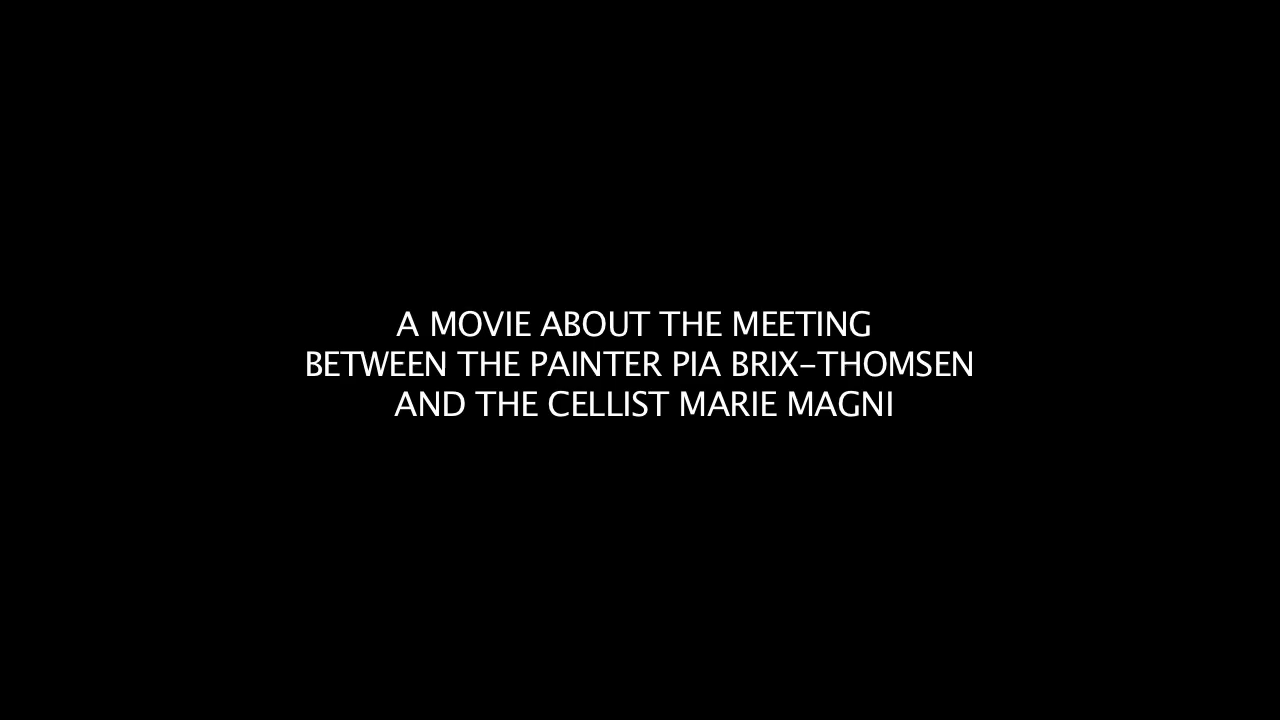 A MOVIE ABOUT THE MEETING
BETWEEN THE PAINTER PIA BRIX-THOMSEN
AND THE CELLIST MARIE MAGNI